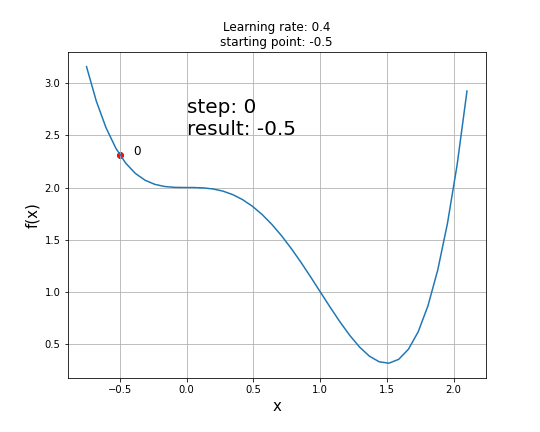 Learning rate: 0.4
starting point: -0.5
step: 0
result: -0.5
0
f(x)
3.0
2.5
2.0
1.5
1.0
0.5
−0.5 0.0 0.5 1.0 1.5 2.0
x